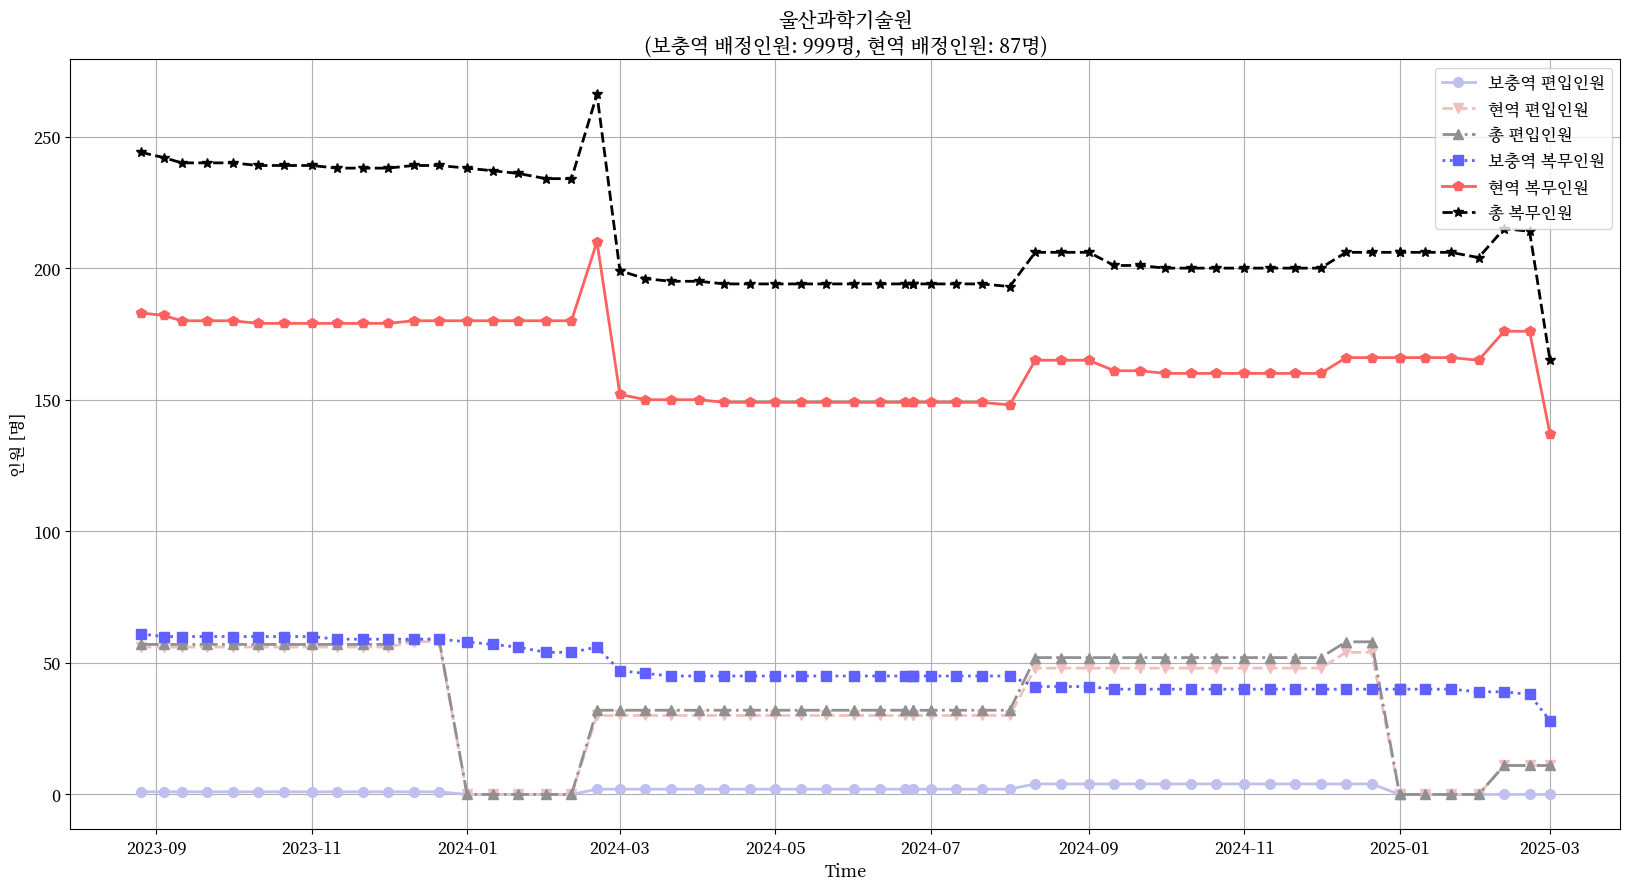 울산과학기술원
(보충역 배정인원: 999명, 현역 배정인원: 87명)
보충역 편입인원
현역 편입인원
총 편입인원
보충역 복무인원
현역 복무인원
총 복무인원
250
200
150
100
50
0
인원 [명]
2023-09
2023-11
2024-01
2024-03
2024-05
2024-07
2024-09
2024-11
2025-01
2025-03
Time